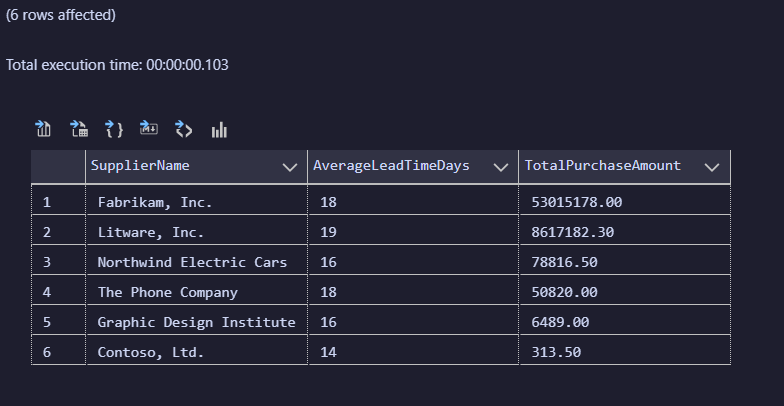 (6 rows affected)
Total execution time: 00:00:00.103
SupplierName AverageLeadTimeDays TotalPurchaseAmount
1 Fabrikam, Inc. 18 53015178.00
2 Litware, Inc. 19 8617182.30
3 Northwind Electric Cars 16 78816.50
4 The Phone Company 18 50820.00
5 Graphic Design Institute 16 6489.00
6 Contoso, Ltd. 14 313.50